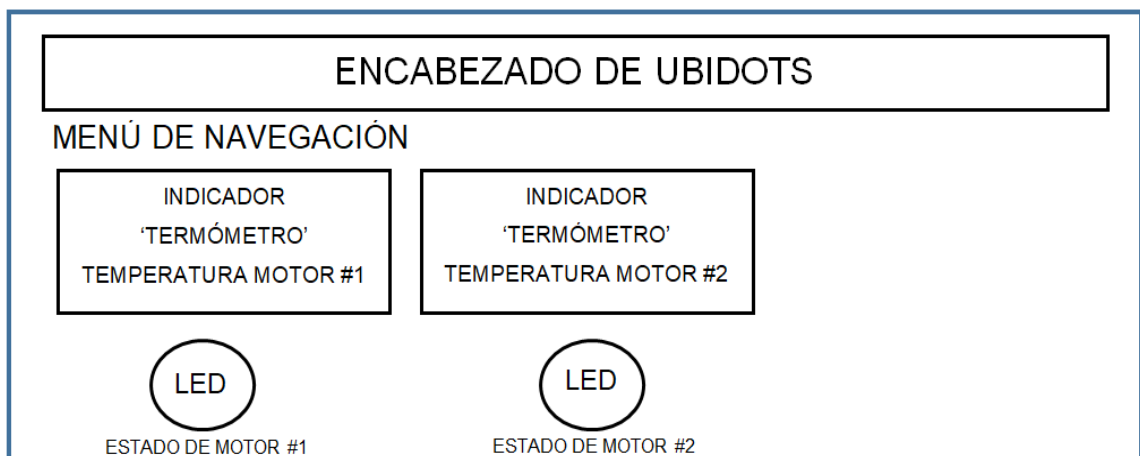 ENCABEZADO DE UBIDOTS
MENÚ DE NAVEGACIÓN
INDICADOR
‘TERMÓMETRO’
TEMPERATURA MOTOR #1
INDICADOR
‘TERMÓMETRO’
TEMPERATURA MOTOR #2
LED
ESTADO DE MOTOR #1
LED
ESTADO DE MOTOR #2